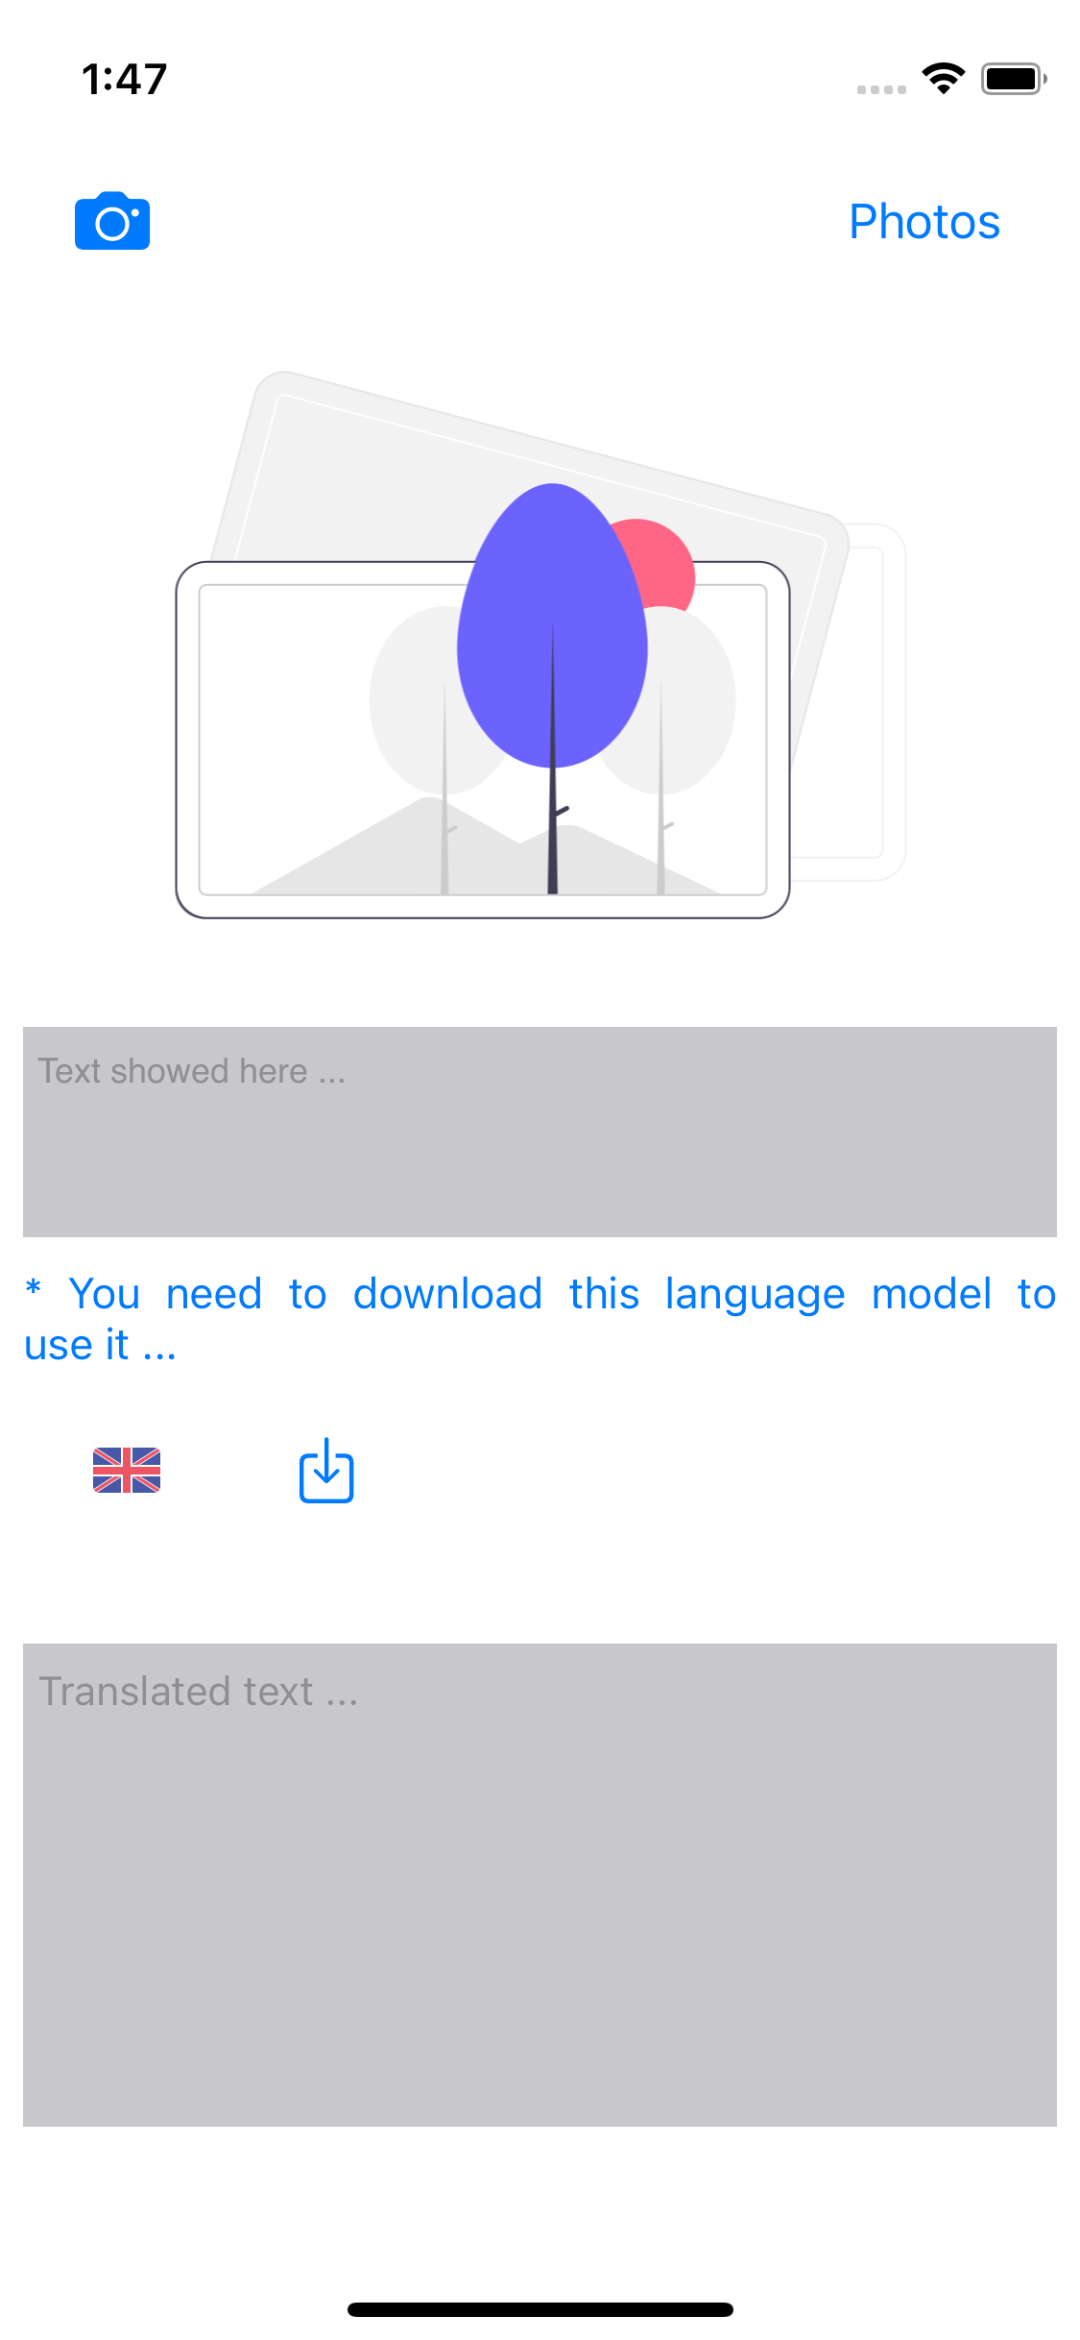 1:47
Photos
Text showed here ...
* You need to download this language model to
use it ...
Translated text ...